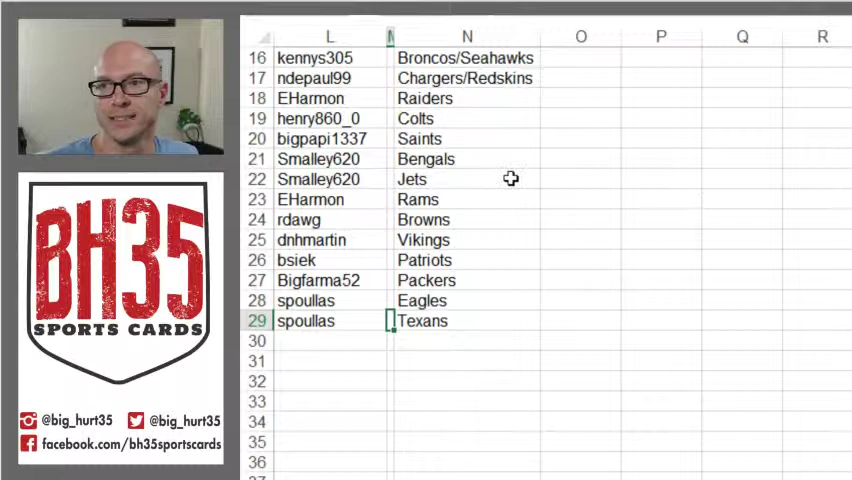 L M N O P Q R
16 kennys305 Broncos/Seahawks
17 ndepaul99 Chargers/Redskins
18 EHarmon Raiders
19 henry860_0 Colts
20 bigpapi1337 Saints
21 Smalley620 Bengals
22 Smalley620 Jets
23 EHarmon Rams
24 rdawg Browns
25 dnhmartin Vikings
26 bsiek Patriots
27 Bigfarma52 Packers
28 spoullas Eagles
29 spoullas Texans
30
31
32
33
34
35
36
BH35
SPORTS CARDS
@big_hurt35 @big_hurt35
facebook.com/bh35sportscards